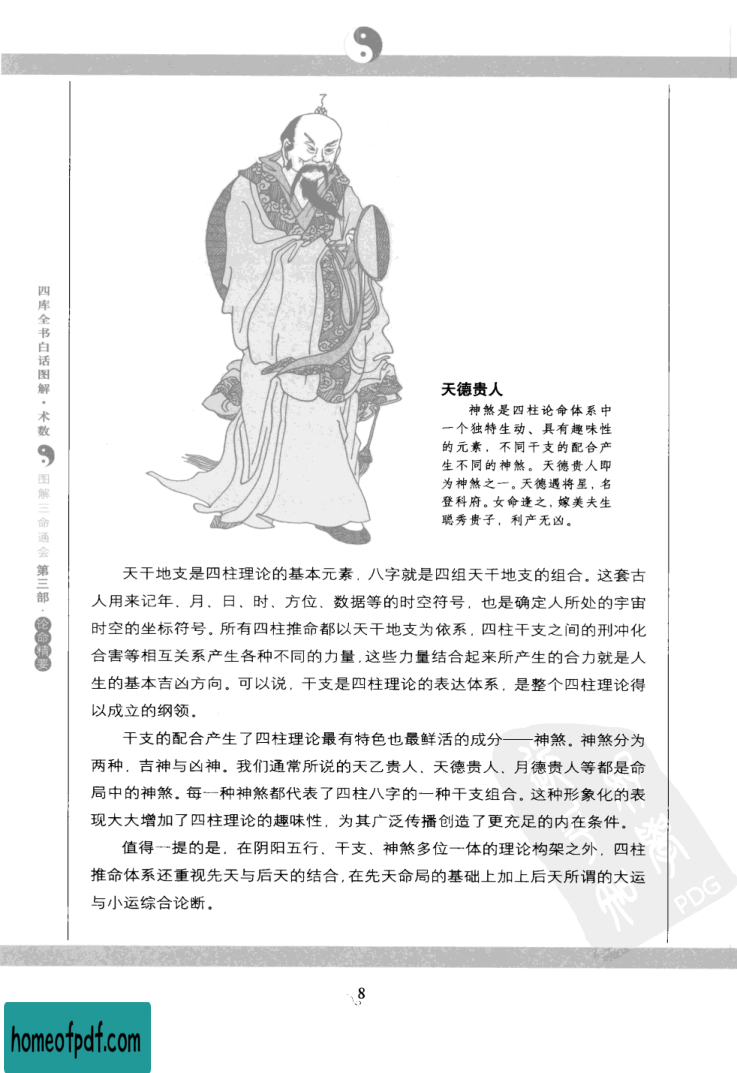 四库全书白话图解·术数
图解三命通会
第三部·论命精要
天德贵人
神煞是四柱论命体系中
一个独特生动、具有趣味性
的元素，不同干支的配合产
生不同的神煞。天德贵人即
为神煞之一。天德遇将星，名
登科府。女命逢之，嫁美夫生
聪秀贵子，利产无凶。
天干地支是四柱理论的基本元素，八字就是四组天干地支的组合。这套古
人用来记年、月、日、时、方位、数据等的时空符号，也是确定人所处的宇宙
时空的坐标符号。所有四柱推命都以天干地支为依系，四柱干支之间的刑冲化
合害等相互关系产生各种不同的力量，这些力量结合起来所产生的合力就是人
生的基本吉凶方向。可以说，干支是四柱理论的表达体系，是整个四柱理论得
以成立的纲领。
干支的配合产生了四柱理论最有特色也最鲜活的成分——神煞。神煞分为
两种，吉神与凶神。我们通常所说的天乙贵人、天德贵人、月德贵人等都是命
局中的神煞。每一种神煞都代表了四柱八字的一种干支组合。这种形象化的表
现大大增加了四柱理论的趣味性，为其广泛传播创造了更充足的内在条件。
值得一提的是，在阴阳五行、干支、神煞多位一体的理论构架之外，四柱
推命体系还重视先天与后天的结合，在先天命局的基础上加上后天所谓的大运
与小运综合论断。
PDG
8
homeofpdf.com